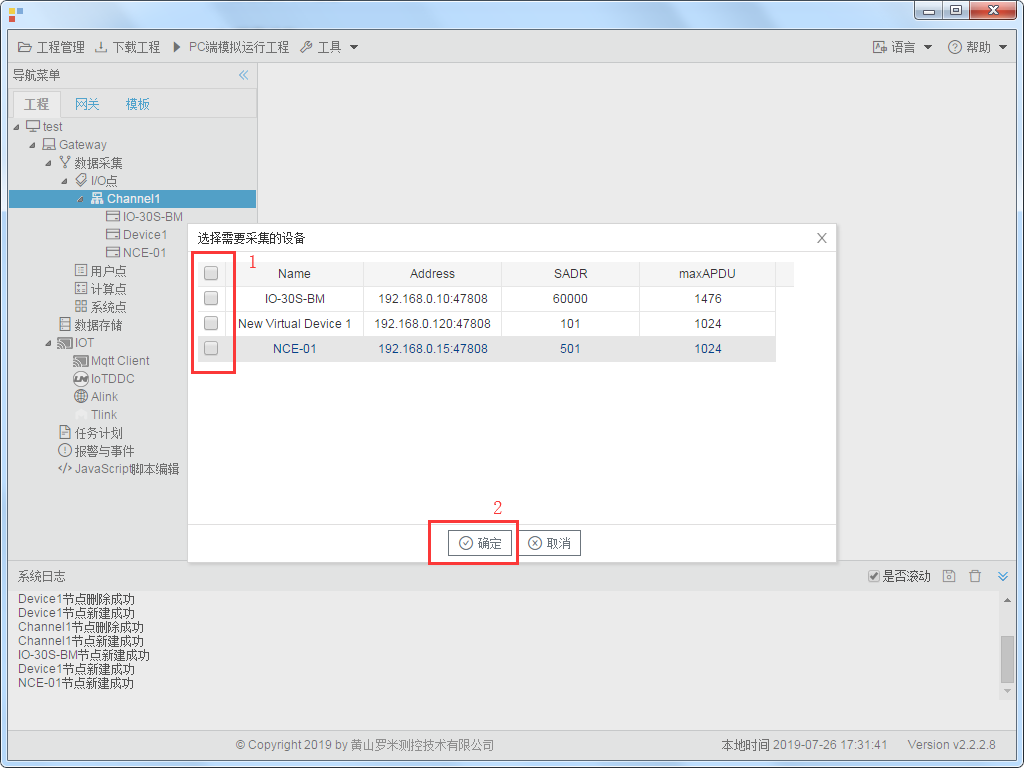 工程管理 下载工程 PC端模拟运行工程 工具 语言 帮助
导航菜单
工程 网关 模板
test
Gateway
数据采集
I/O点
Channel1
IO-30S-BM
Device1
NCE-01
用户点
计算点
系统点
数据存储
IOT
Mqtt Client
IoTDDC
Alink
Tlink
任务计划
报警与事件
JavaScript脚本编辑
选择需要采集的设备
1
Name Address SADR maxAPDU
IO-30S-BM 192.168.0.10:47808 60000 1476
New Virtual Device 1 192.168.0.120:47808 101 1024
NCE-01 192.168.0.15:47808 501 1024
2
确定 取消
系统日志 是否滚动
Device1节点删除成功
Device1节点新建成功
Channel1节点删除成功
Channel1节点新建成功
IO-30S-BM节点新建成功
Device1节点新建成功
NCE-01节点新建成功
© Copyright 2019 by 黄山罗米测控技术有限公司 本地时间 2019-07-26 17:31:41 Version v2.2.2.8